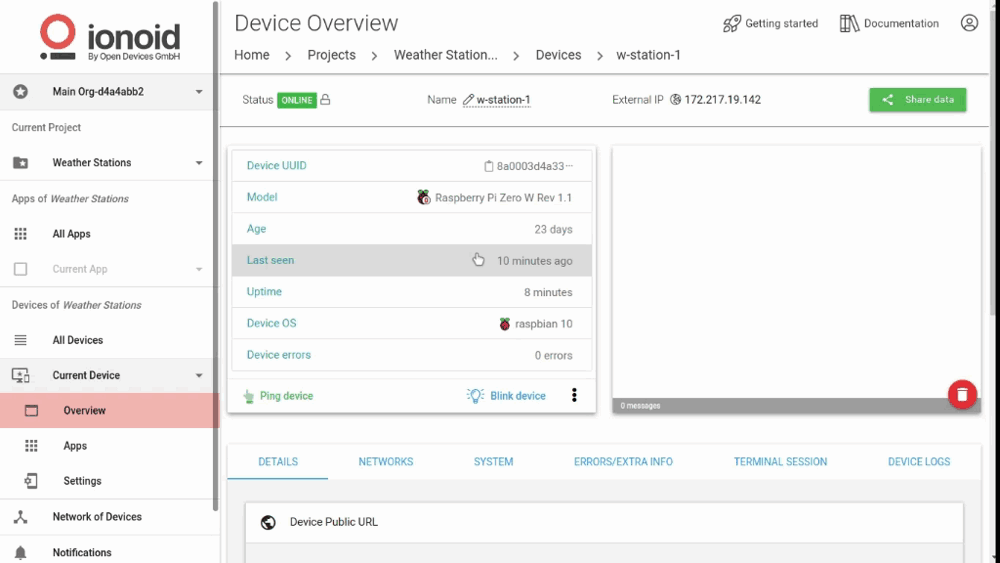 ionoid
By Open Devices GmbH
Main Org-d4a4abb2
Current Project
Weather Stations
Apps of Weather Stations
All Apps
Current App
Devices of Weather Stations
All Devices
Current Device
Overview
Apps
Settings
Network of Devices
Notifications
Device Overview
Getting started
Documentation
Home > Projects > Weather Station... > Devices > w-station-1
Status ONLINE
Name w-station-1
External IP 172.217.19.142
Share data
Device UUID 8a0003d4a33···
Model Raspberry Pi Zero W Rev 1.1
Age 23 days
Last seen 10 minutes ago
Uptime 8 minutes
Device OS raspbian 10
Device errors 0 errors
Ping device
Blink device
0 messages
DETAILS NETWORKS SYSTEM ERRORS/EXTRA INFO TERMINAL SESSION DEVICE LOGS
Device Public URL